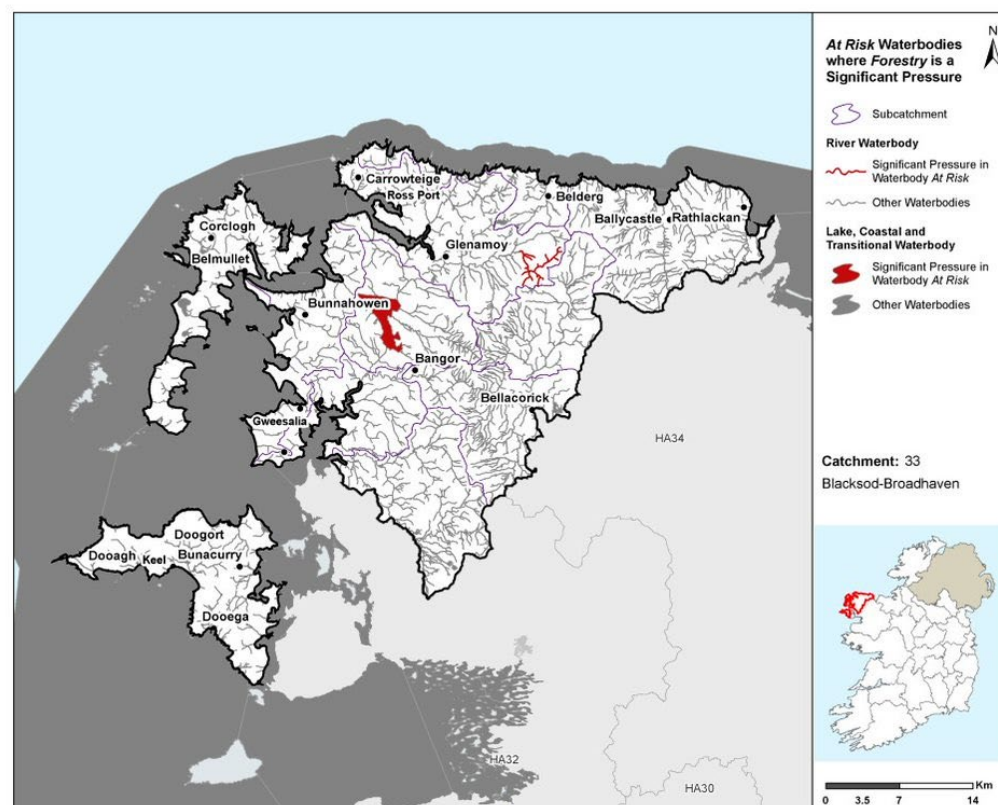 At Risk Waterbodies
where Forestry is a
Significant Pressure
N
Subcatchment
River Waterbody
Significant Pressure in
Waterbody At Risk
Other Waterbodies
Lake, Coastal and
Transitional Waterbody
Significant Pressure in
Waterbody At Risk
Other Waterbodies
Catchment: 33
Blacksod-Broadhaven
Km
0 3.5 7 14
Carrowteige
Ross Port
Belderg
Ballycastle
Rathlackan
Corclogh
Glenamoy
Belmullet
Bunnahowen
Bangor
Bellacorick
Gweesalia
HA34
Doogort
Dooagh
Keel
Bunacurry
Dooega
HA32
HA30